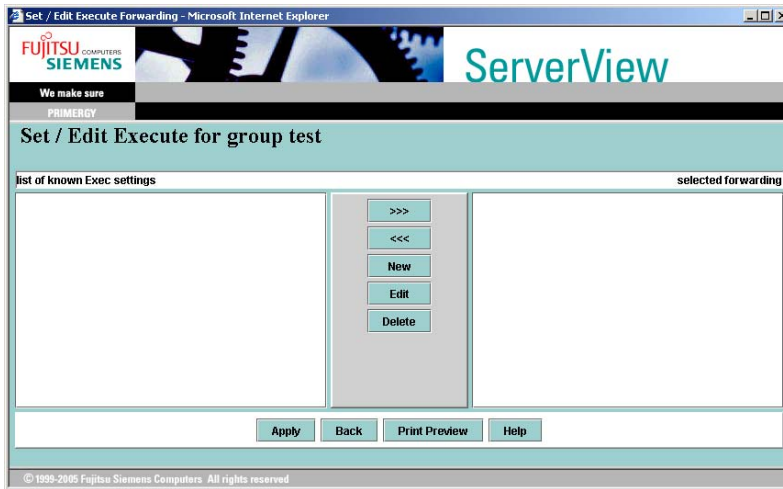 Set / Edit Execute Forwarding - Microsoft Internet Explorer
FUJITSU COMPUTERS
SIEMENS
ServerView
We make sure
PRIMERGY
Set / Edit Execute for group test
list of known Exec settings
selected forwarding
>>>
<<<
New
Edit
Delete
Apply Back Print Preview Help
©1999-2005 Fujitsu Siemens Computers All rights reserved